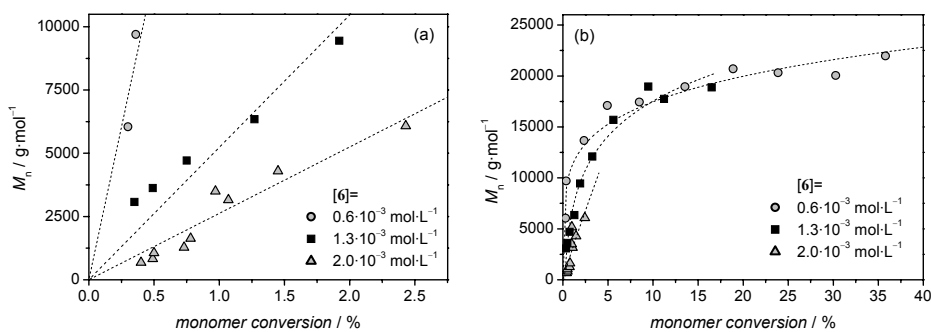 (a)
10000
7500
5000
2500
0
Mn / g·mol⁻¹
0.0 0.5 1.0 1.5 2.0 2.5
monomer conversion / %
[6]=
0.6·10⁻³ mol·L⁻¹
1.3·10⁻³ mol·L⁻¹
2.0·10⁻³ mol·L⁻¹
(b)
25000
20000
15000
10000
5000
0
Mn / g·mol⁻¹
0 5 10 15 20 25 30 35 40
monomer conversion / %
[6]=
0.6·10⁻³ mol·L⁻¹
1.3·10⁻³ mol·L⁻¹
2.0·10⁻³ mol·L⁻¹